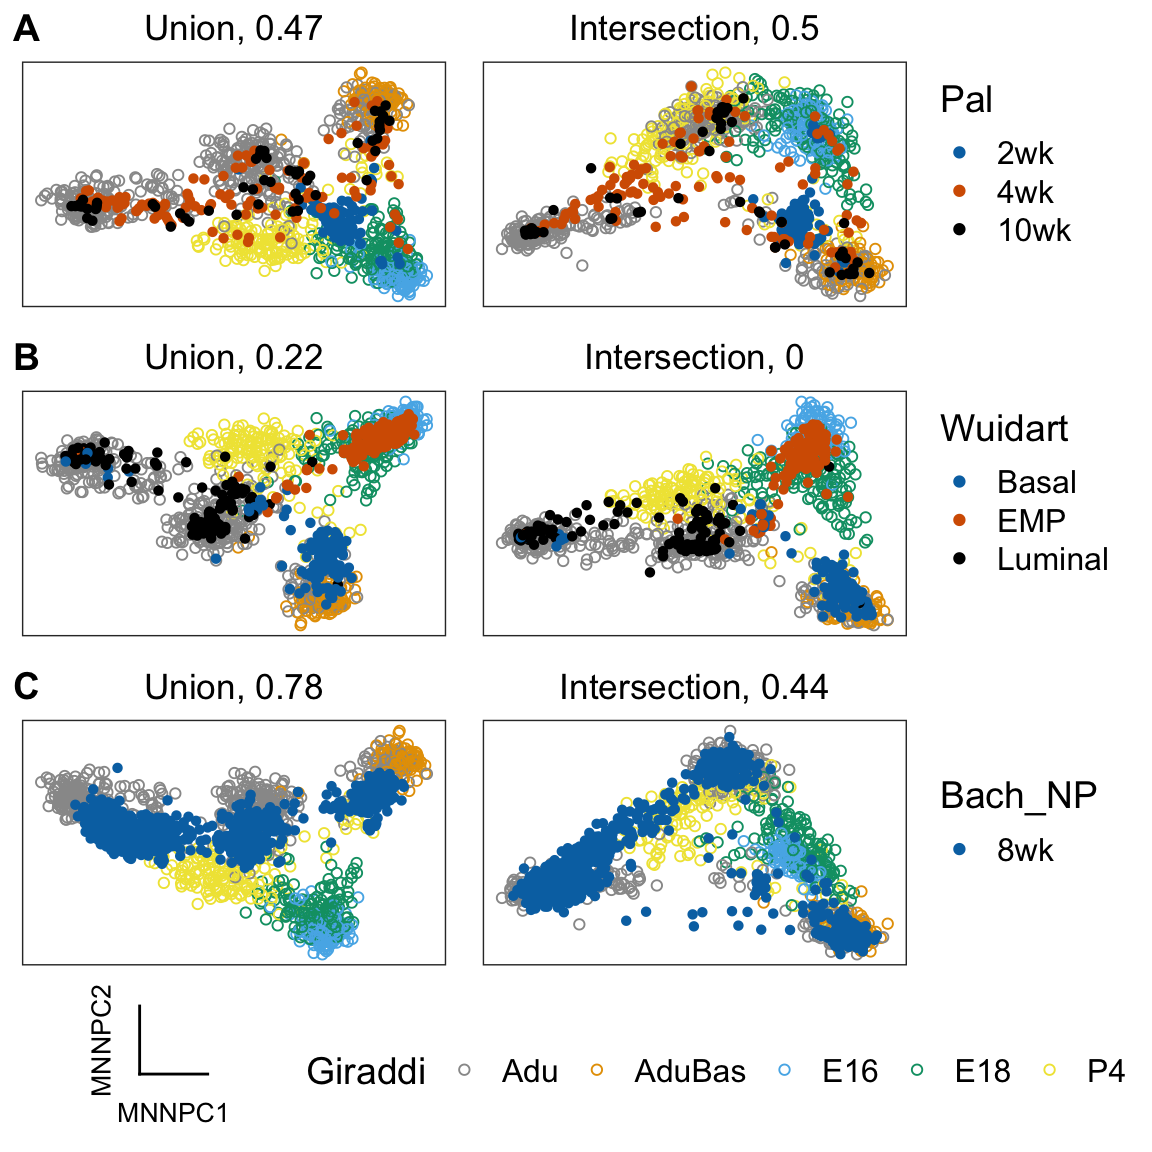 A
Union, 0.47
Intersection, 0.5
Pal
2wk
4wk
10wk
B
Union, 0.22
Intersection, 0
Wuidart
Basal
EMP
Luminal
C
Union, 0.78
Intersection, 0.44
Bach_NP
8wk
MNNPC2
MNNPC1
Giraddi
Adu
AduBas
E16
E18
P4